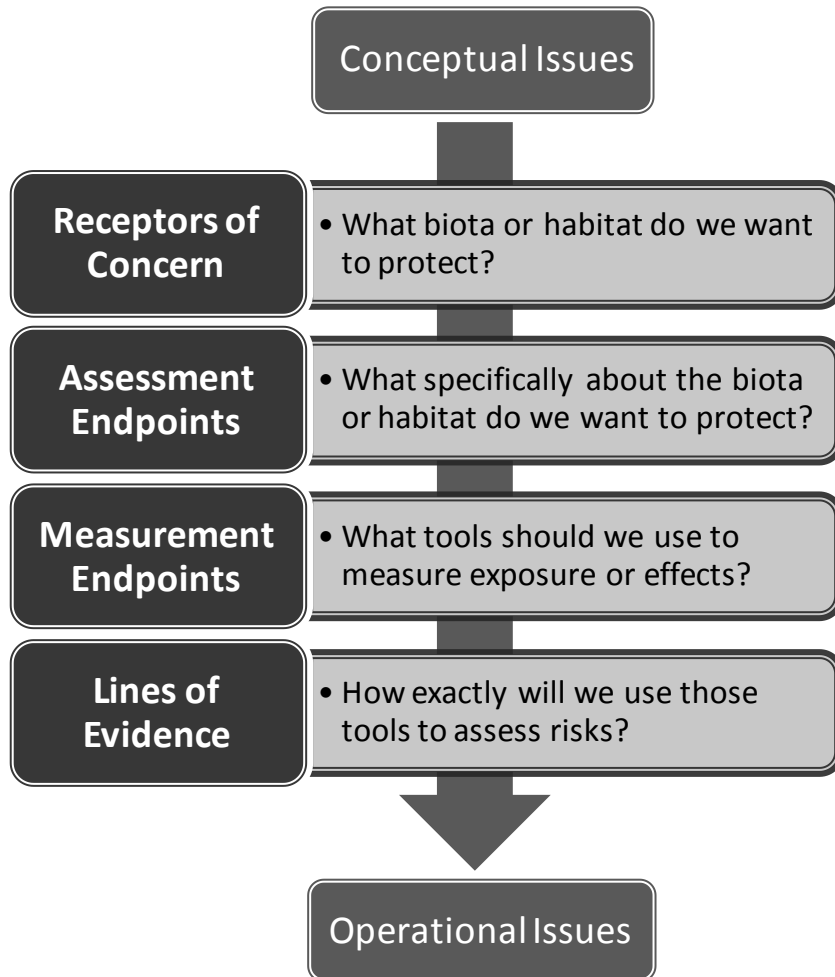 Conceptual Issues
Receptors of
Concern
• What biota or habitat do we want
to protect?
Assessment
Endpoints
• What specifically about the biota
or habitat do we want to protect?
Measurement
Endpoints
• What tools should we use to
measure exposure or effects?
Lines of
Evidence
• How exactly will we use those
tools to assess risks?
Operational Issues